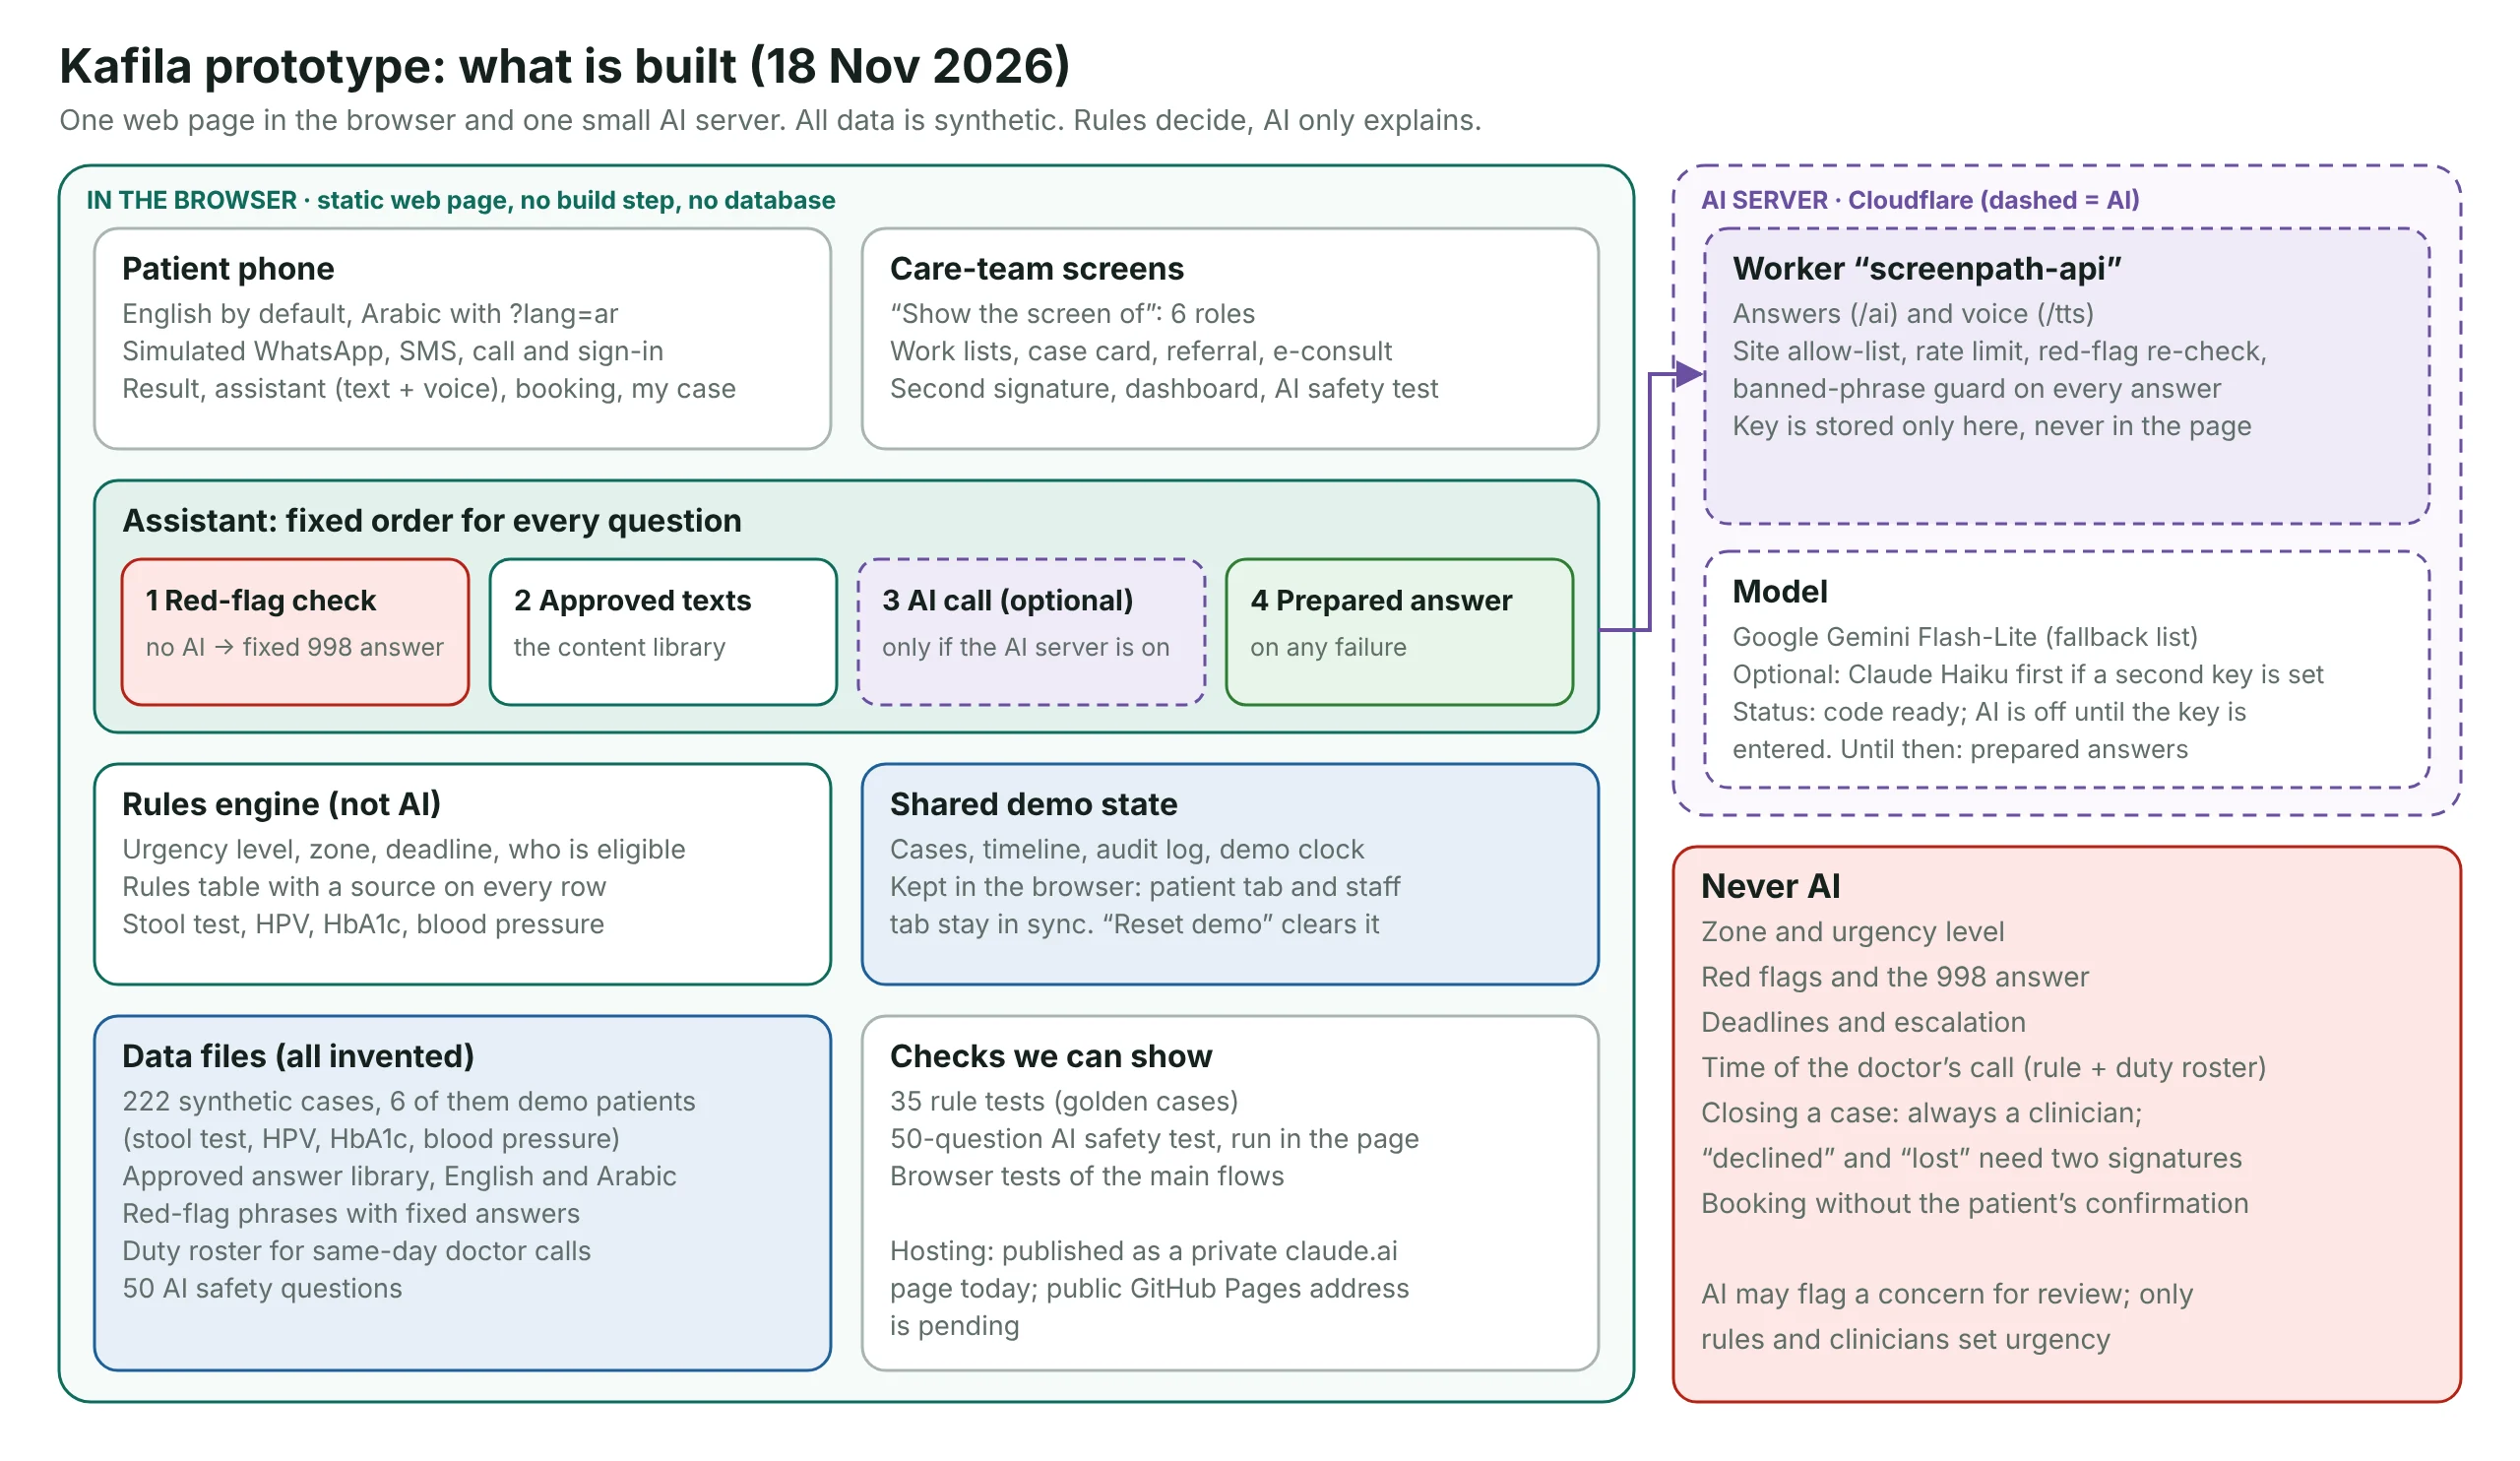 Kafila prototype: what is built (18 Nov 2026)
One web page in the browser and one small AI server. All data is synthetic. Rules decide, AI only explains.
IN THE BROWSER · static web page, no build step, no database
Patient phone
English by default, Arabic with ?lang=ar
Simulated WhatsApp, SMS, call and sign-in
Result, assistant (text + voice), booking, my case
Care-team screens
“Show the screen of”: 6 roles
Work lists, case card, referral, e-consult
Second signature, dashboard, AI safety test
Assistant: fixed order for every question
1 Red-flag check
no AI → fixed 998 answer
2 Approved texts
the content library
3 AI call (optional)
only if the AI server is on
4 Prepared answer
on any failure
Rules engine (not AI)
Urgency level, zone, deadline, who is eligible
Rules table with a source on every row
Stool test, HPV, HbA1c, blood pressure
Shared demo state
Cases, timeline, audit log, demo clock
Kept in the browser: patient tab and staff
tab stay in sync. “Reset demo” clears it
Data files (all invented)
222 synthetic cases, 6 of them demo patients
(stool test, HPV, HbA1c, blood pressure)
Approved answer library, English and Arabic
Red-flag phrases with fixed answers
Duty roster for same-day doctor calls
50 AI safety questions
Checks we can show
35 rule tests (golden cases)
50-question AI safety test, run in the page
Browser tests of the main flows
Hosting: published as a private claude.ai
page today; public GitHub Pages address
is pending
AI SERVER · Cloudflare (dashed = AI)
Worker “screenpath-api”
Answers (/ai) and voice (/tts)
Site allow-list, rate limit, red-flag re-check,
banned-phrase guard on every answer
Key is stored only here, never in the page
Model
Google Gemini Flash-Lite (fallback list)
Optional: Claude Haiku first if a second key is set
Status: code ready; AI is off until the key is
entered. Until then: prepared answers
Never AI
Zone and urgency level
Red flags and the 998 answer
Deadlines and escalation
Time of the doctor’s call (rule + duty roster)
Closing a case: always a clinician;
“declined” and “lost” need two signatures
Booking without the patient’s confirmation
AI may flag a concern for review; only
rules and clinicians set urgency